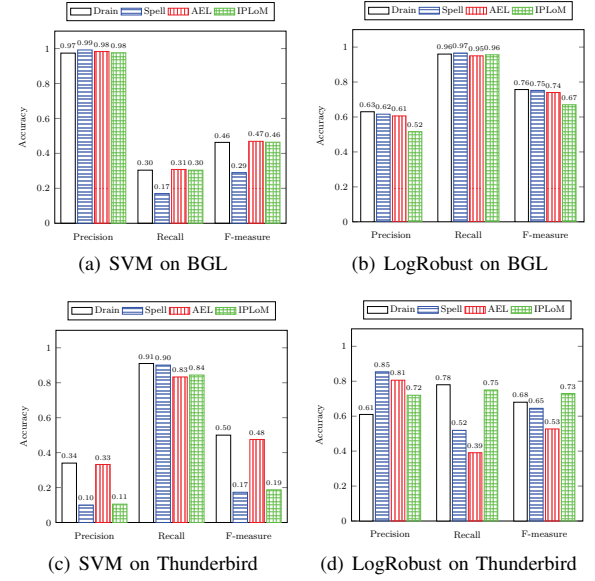 Drain Spell AEL IPLoM
Accuracy
1
0.8
0.6
0.4
0.2
0
0.97 0.99 0.98 0.98
0.30 0.17 0.31 0.30
0.46 0.29 0.47 0.46
Precision Recall F-measure
(a) SVM on BGL
Drain Spell AEL IPLoM
Accuracy
1
0.8
0.6
0.4
0.2
0
0.63 0.62 0.61 0.52
0.96 0.97 0.95 0.96
0.76 0.75 0.74 0.67
Precision Recall F-measure
(b) LogRobust on BGL
Drain Spell AEL IPLoM
Accuracy
1
0.8
0.6
0.4
0.2
0
0.34 0.10 0.33 0.11
0.91 0.90 0.83 0.84
0.50 0.17 0.48 0.19
Precision Recall F-measure
(c) SVM on Thunderbird
Drain Spell AEL IPLoM
Accuracy
1
0.8
0.6
0.4
0.2
0
0.61 0.85 0.81 0.72
0.78 0.52 0.39 0.75
0.68 0.65 0.53 0.73
Precision Recall F-measure
(d) LogRobust on Thunderbird